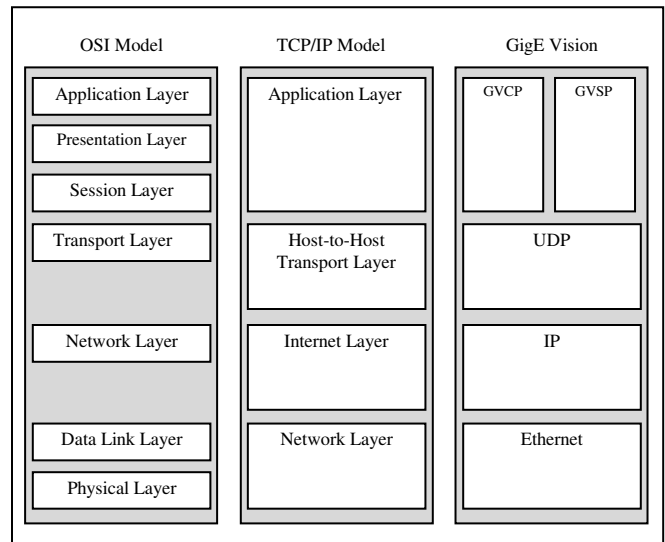 OSI Model
TCP/IP Model
GigE Vision
Application Layer
Presentation Layer
Session Layer
Transport Layer
Network Layer
Data Link Layer
Physical Layer
Application Layer
Host-to-Host
Transport Layer
Internet Layer
Network Layer
GVCP
GVSP
UDP
IP
Ethernet